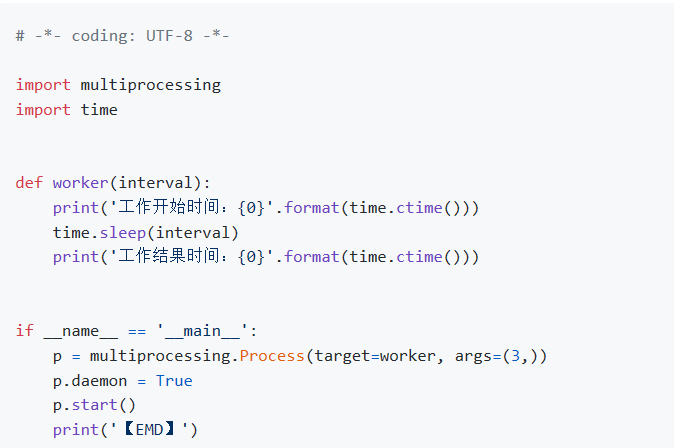 # -*- coding: UTF-8 -*-
import multiprocessing
import time
def worker(interval):
    print('工作开始时间：{0}'.format(time.ctime()))
    time.sleep(interval)
    print('工作结果时间：{0}'.format(time.ctime()))
if __name__ == '__main__':
    p = multiprocessing.Process(target=worker, args=(3,))
    p.daemon = True
    p.start()
    print('【EMD】')